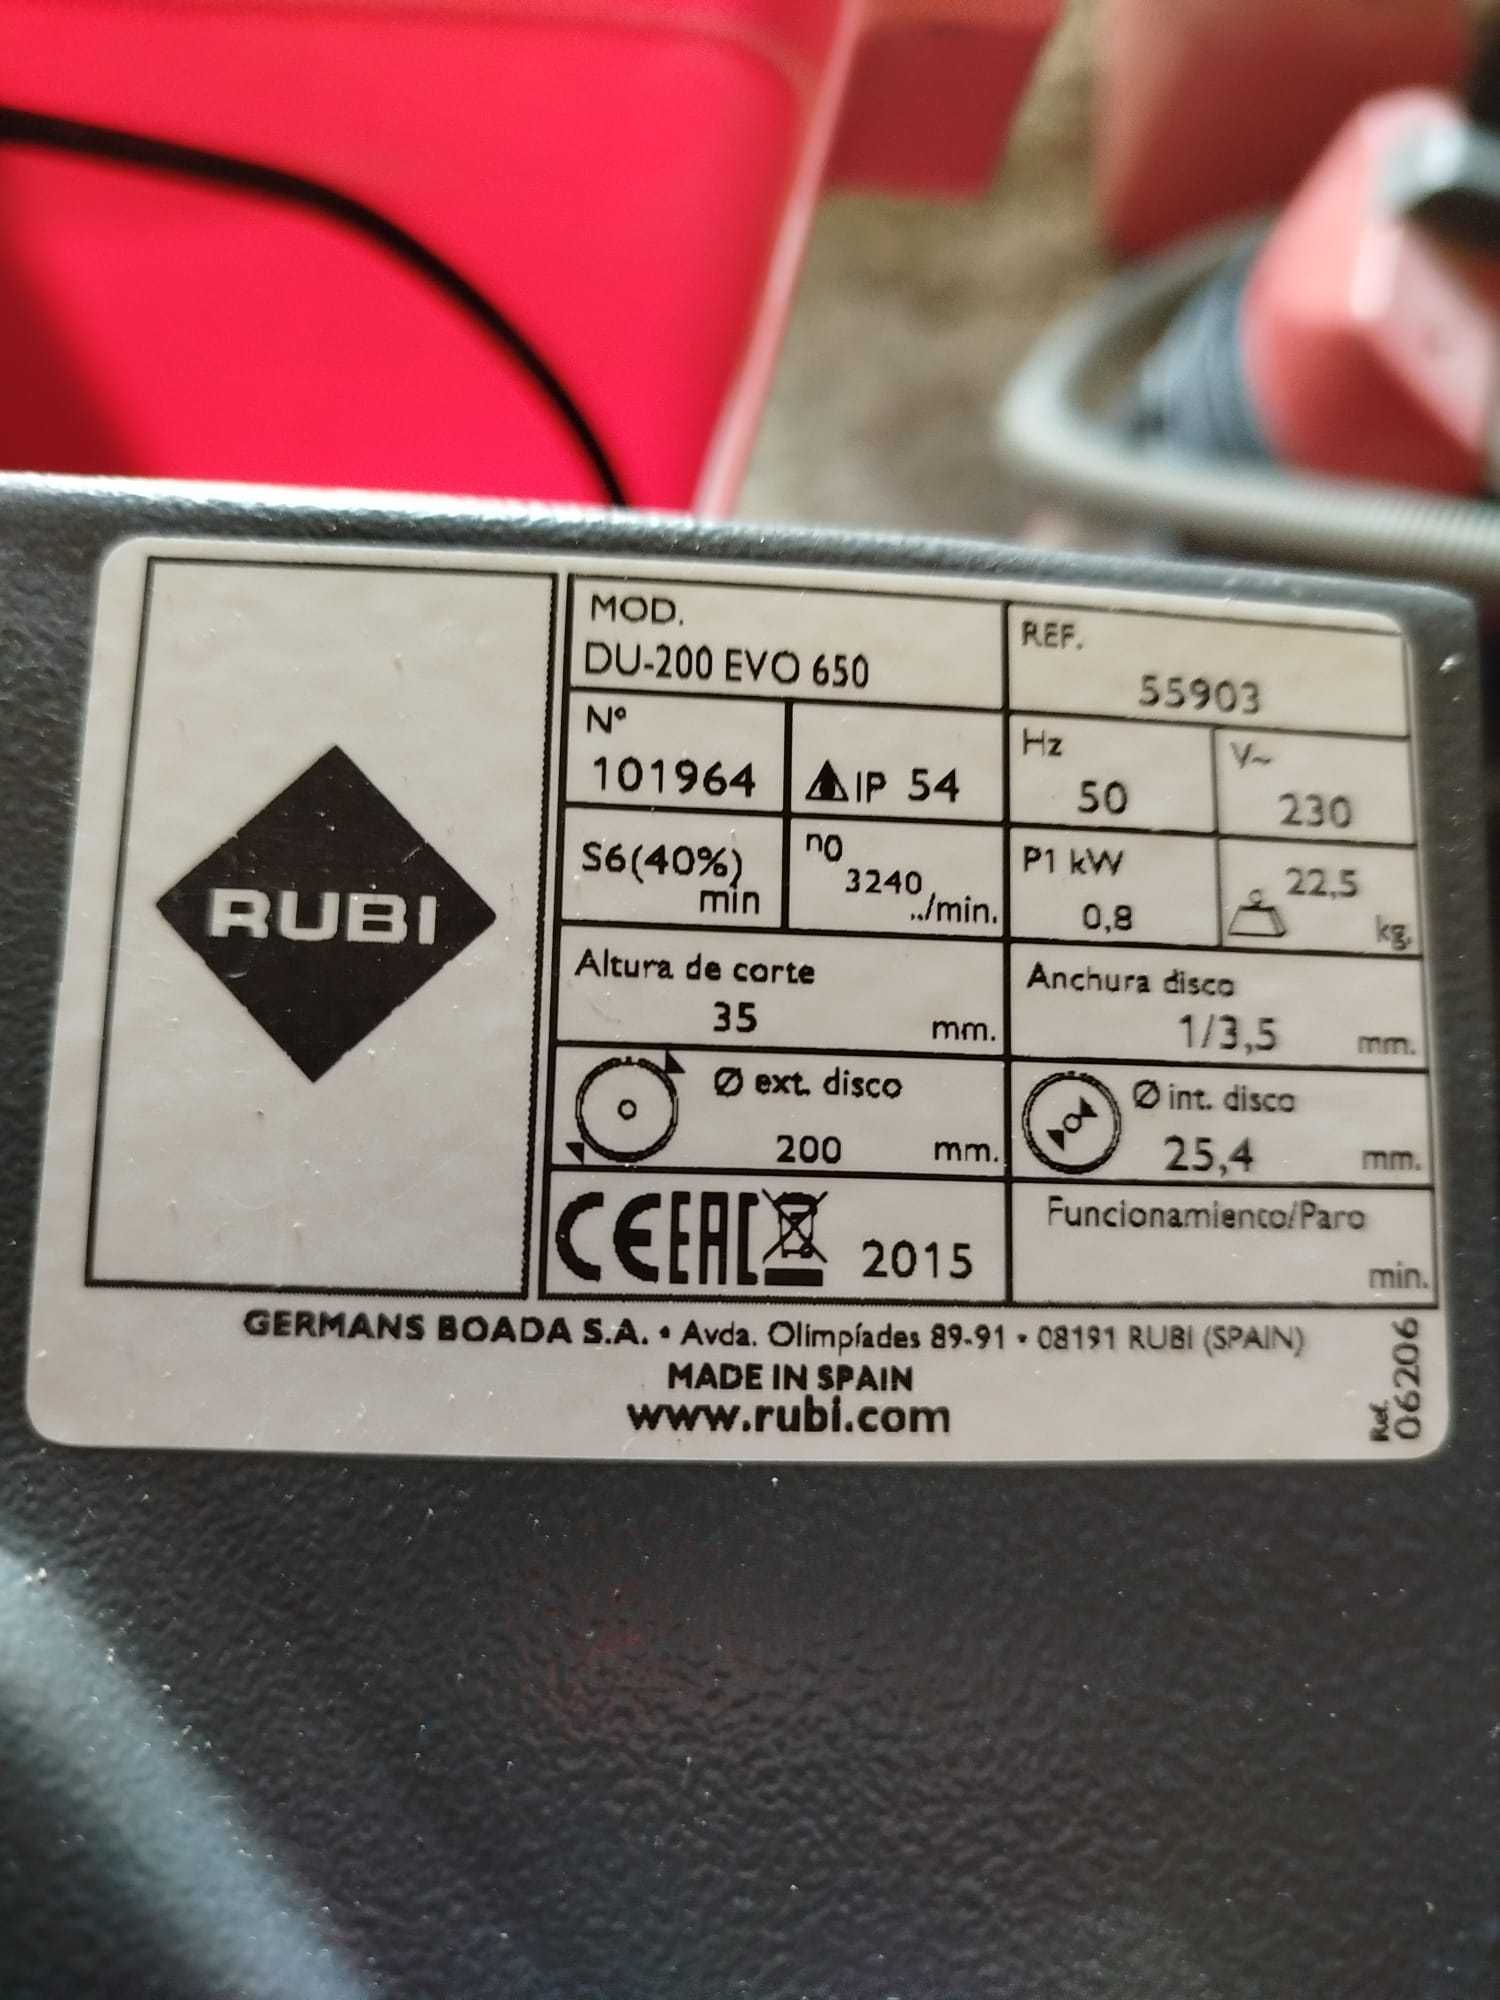 RUBI
MOD.
DU-200 EVO 650
REF.
55903
Nº
101964
IP 54
Hz
50
V~
230
S6(40%)
min
n0
3240
../min.
P1 kW
0,8
22,5
kg.
Altura de corte
35 mm.
Anchura disco
1/3,5 mm.
Ø ext. disco
200 mm.
Ø int. disco
25,4 mm.
CE EAC 2015
Funcionamiento/Paro
min.
GERMANS BOADA S.A. • Avda. Olimpíades 89-91 • 08191 RUBI (SPAIN)
MADE IN SPAIN
www.rubi.com
Ref.
06206